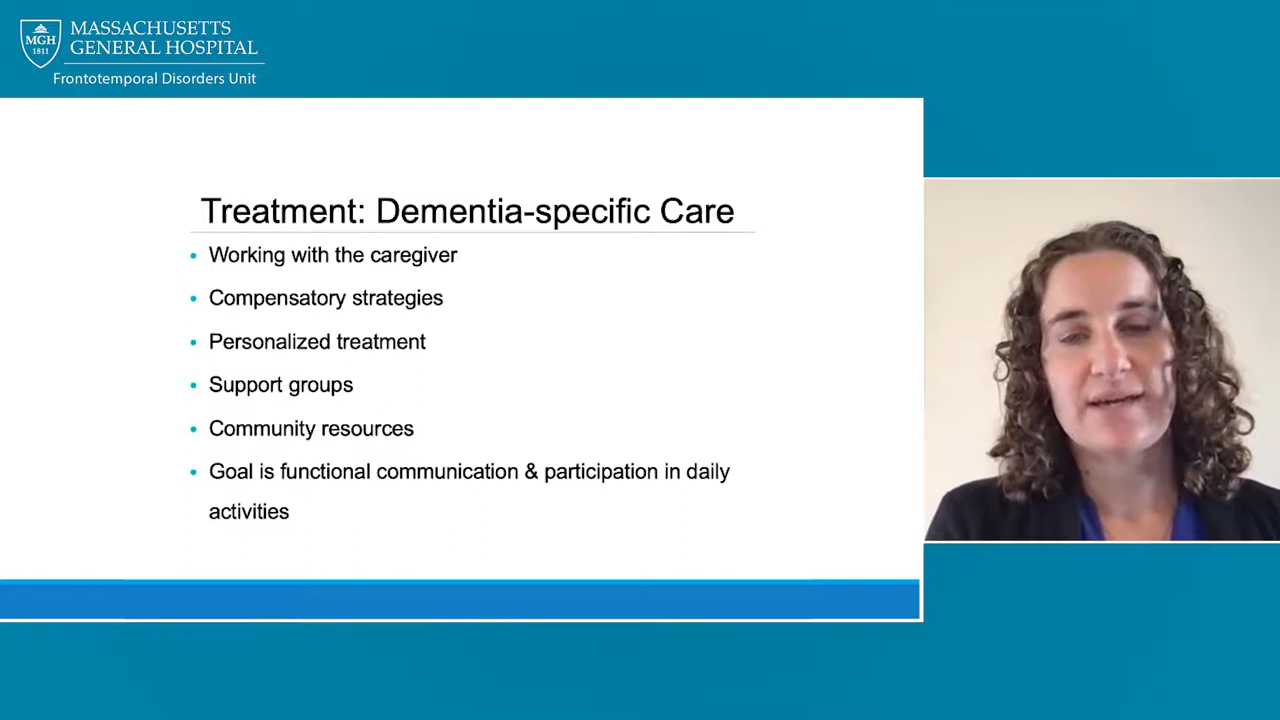 MASSACHUSETTS
GENERAL HOSPITAL
MGH
1811
Frontotemporal Disorders Unit
Treatment: Dementia-specific Care
• Working with the caregiver
• Compensatory strategies
• Personalized treatment
• Support groups
• Community resources
• Goal is functional communication & participation in daily
activities